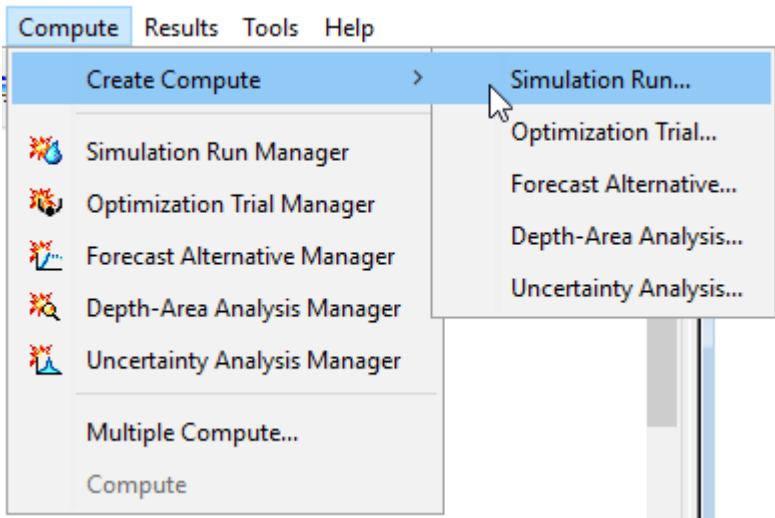 Compute Results Tools Help
Create Compute
Simulation Run Manager
Optimization Trial Manager
Forecast Alternative Manager
Depth-Area Analysis Manager
Uncertainty Analysis Manager
Multiple Compute...
Compute
Simulation Run...
Optimization Trial...
Forecast Alternative...
Depth-Area Analysis...
Uncertainty Analysis...